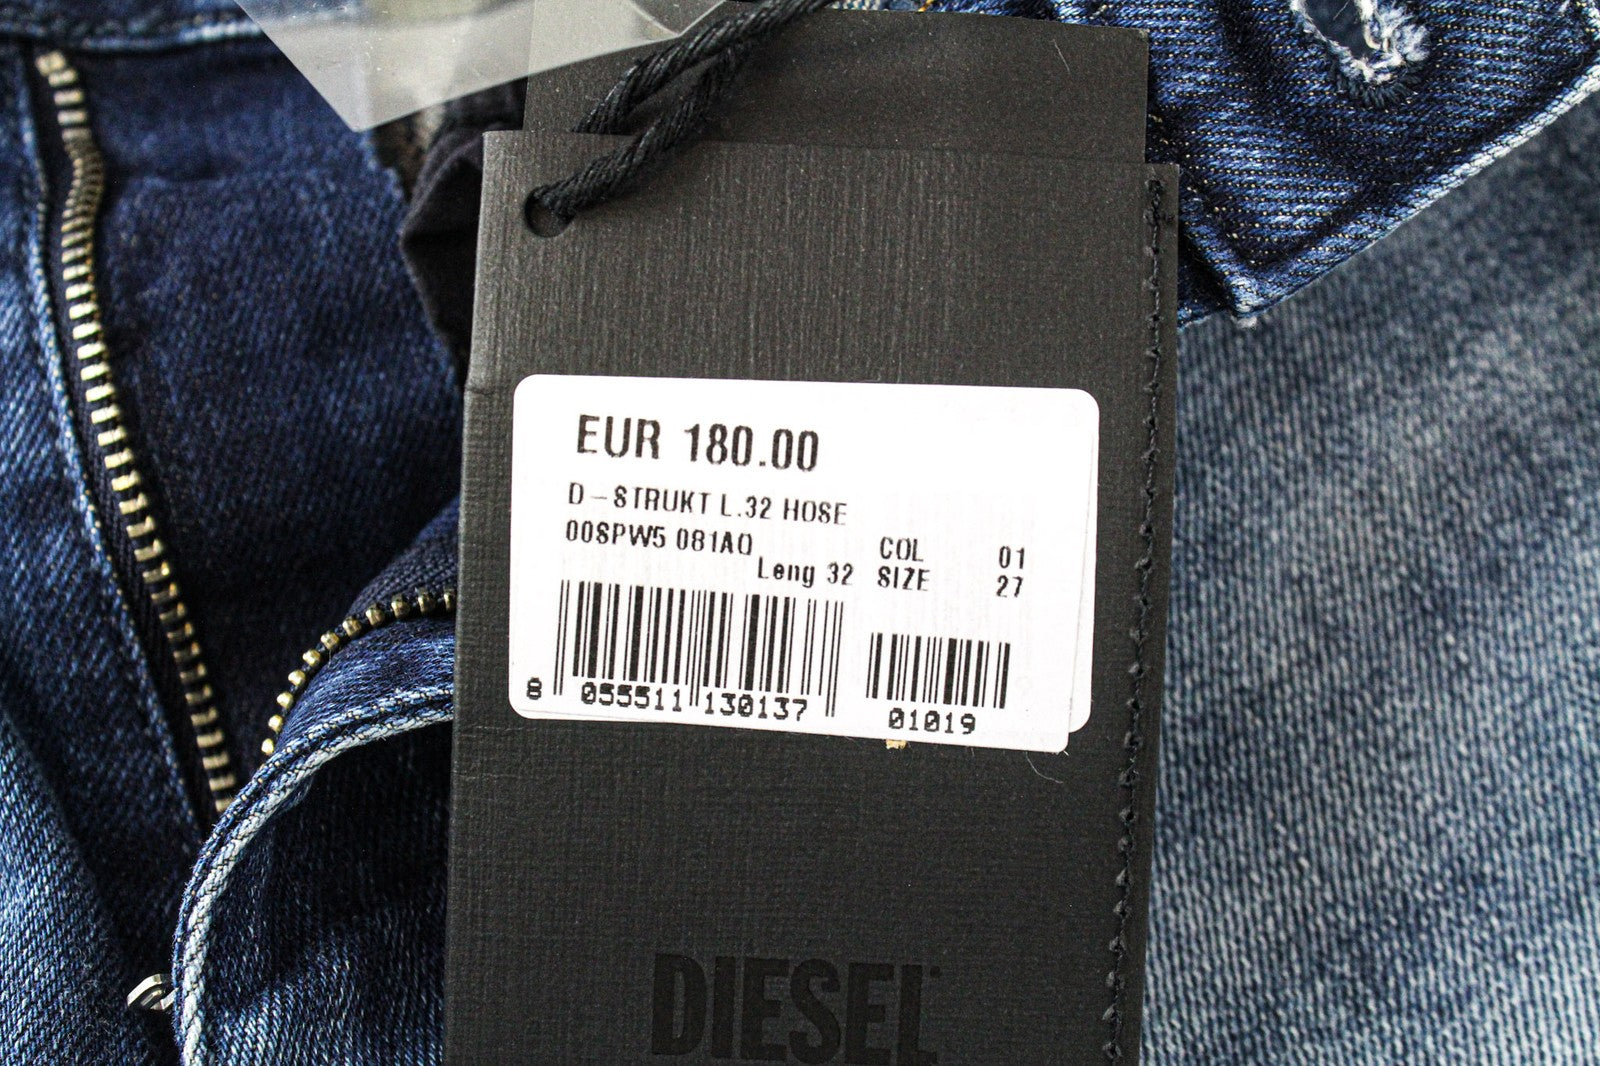 EUR 180.00
D-STRUKT L.32 HOSE
00SPW5 081AQ COL 01
Leng 32 SIZE 27
8 055511 130137 01019
DIESEL